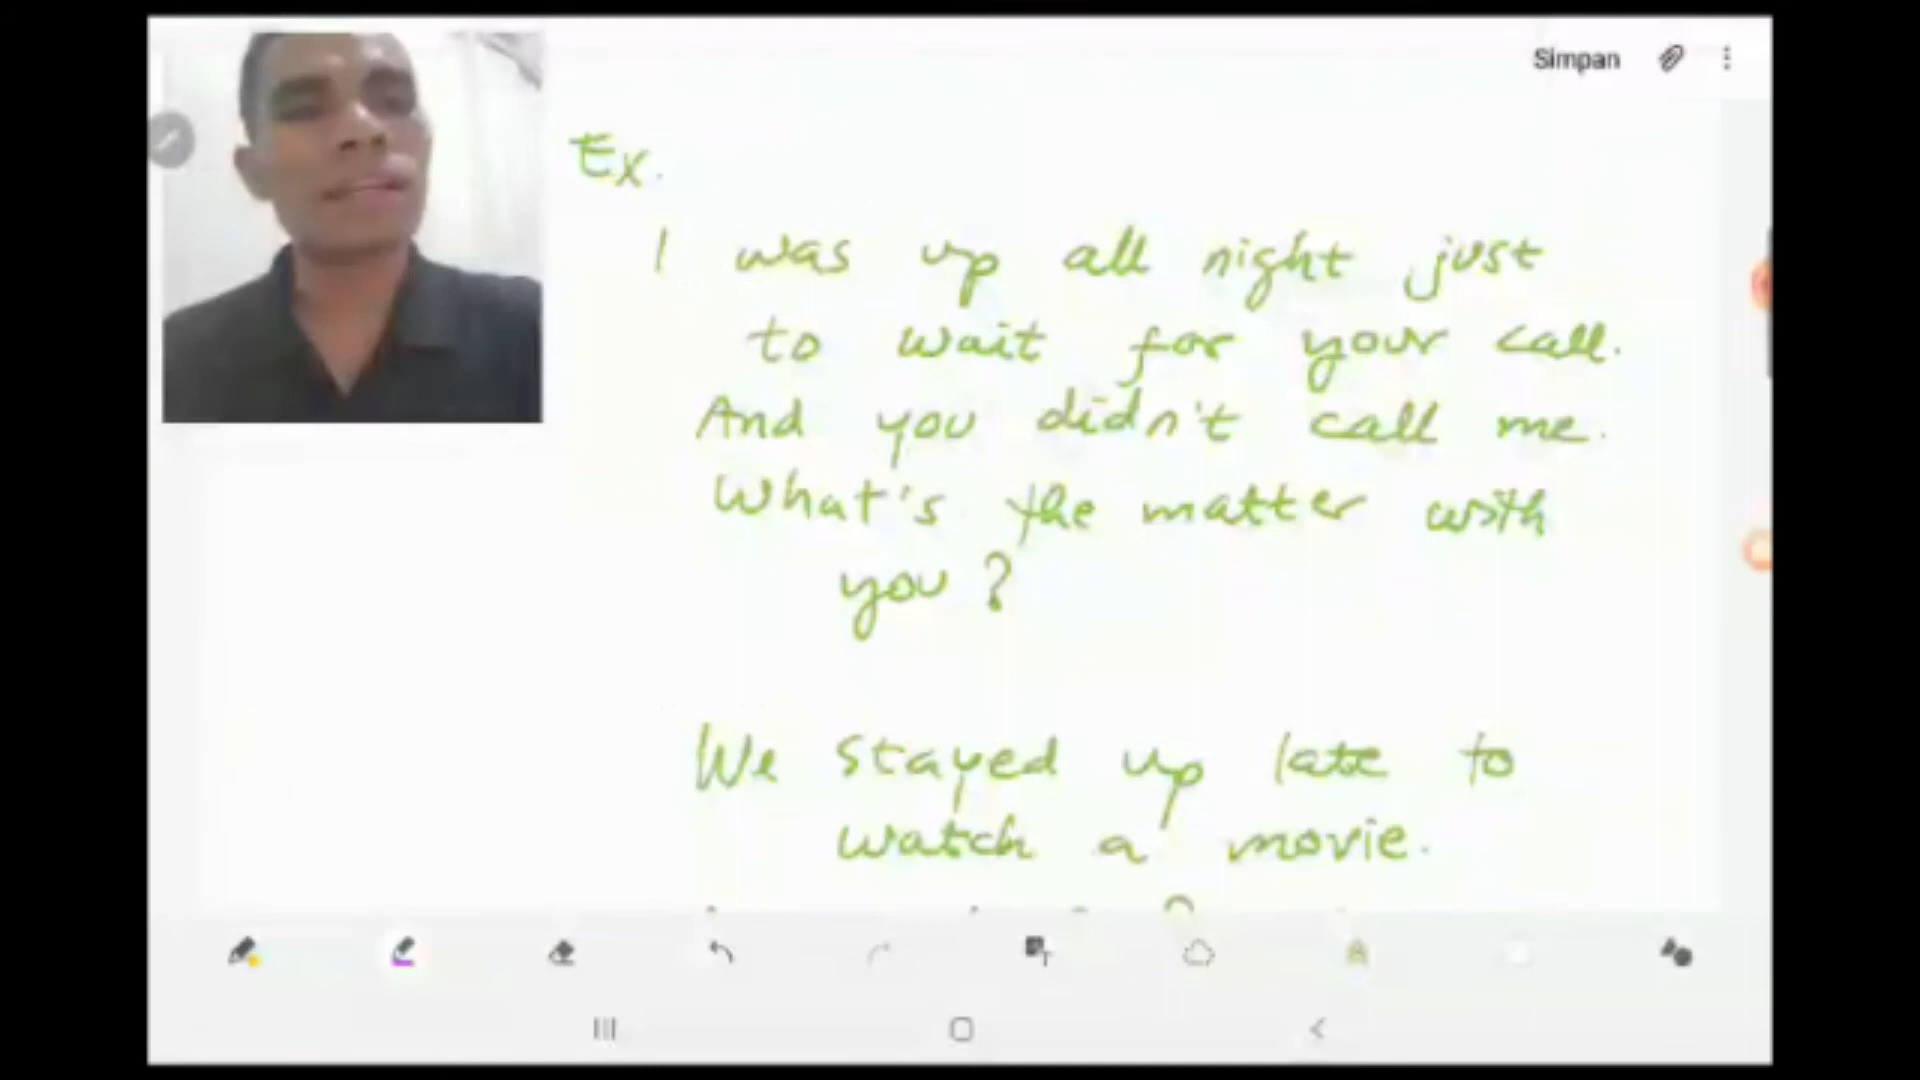 Simpan
Ex.
I was up all night just
to wait for your call.
And you didn't call me.
What's the matter with
you?
We stayed up late to
watch a movie.